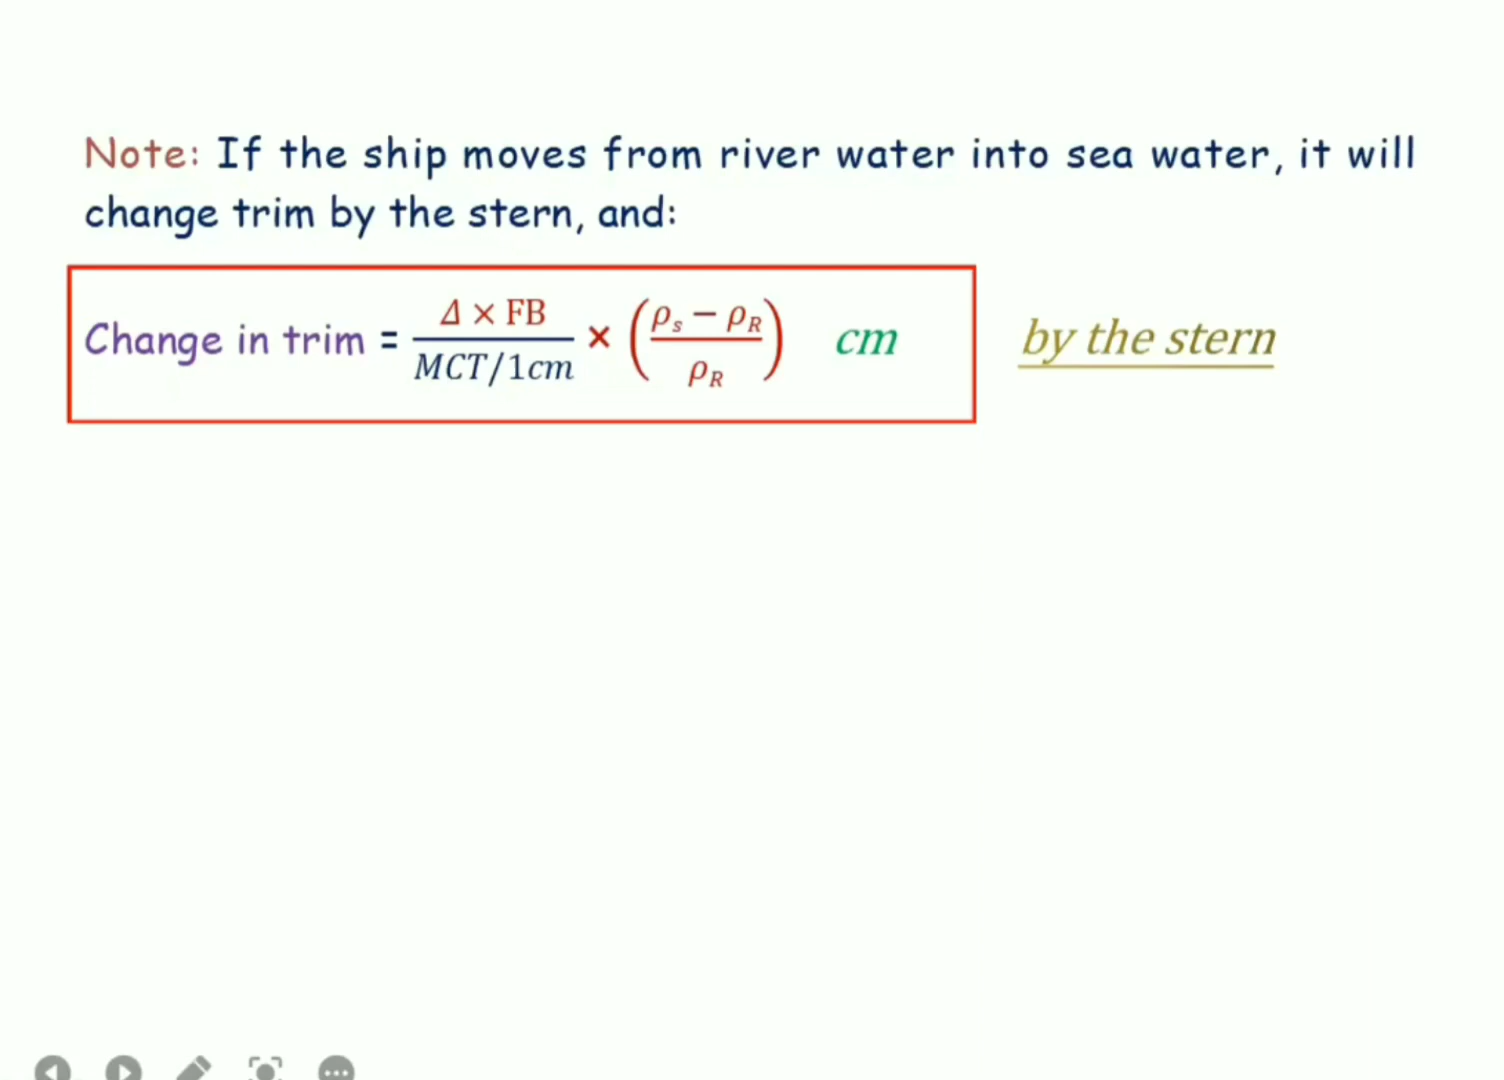 Note: If the ship moves from river water into sea water, it will
change trim by the stern, and:
Change in trim = Δ × FB / MCT/1cm × (ρs − ρR / ρR) cm by the stern